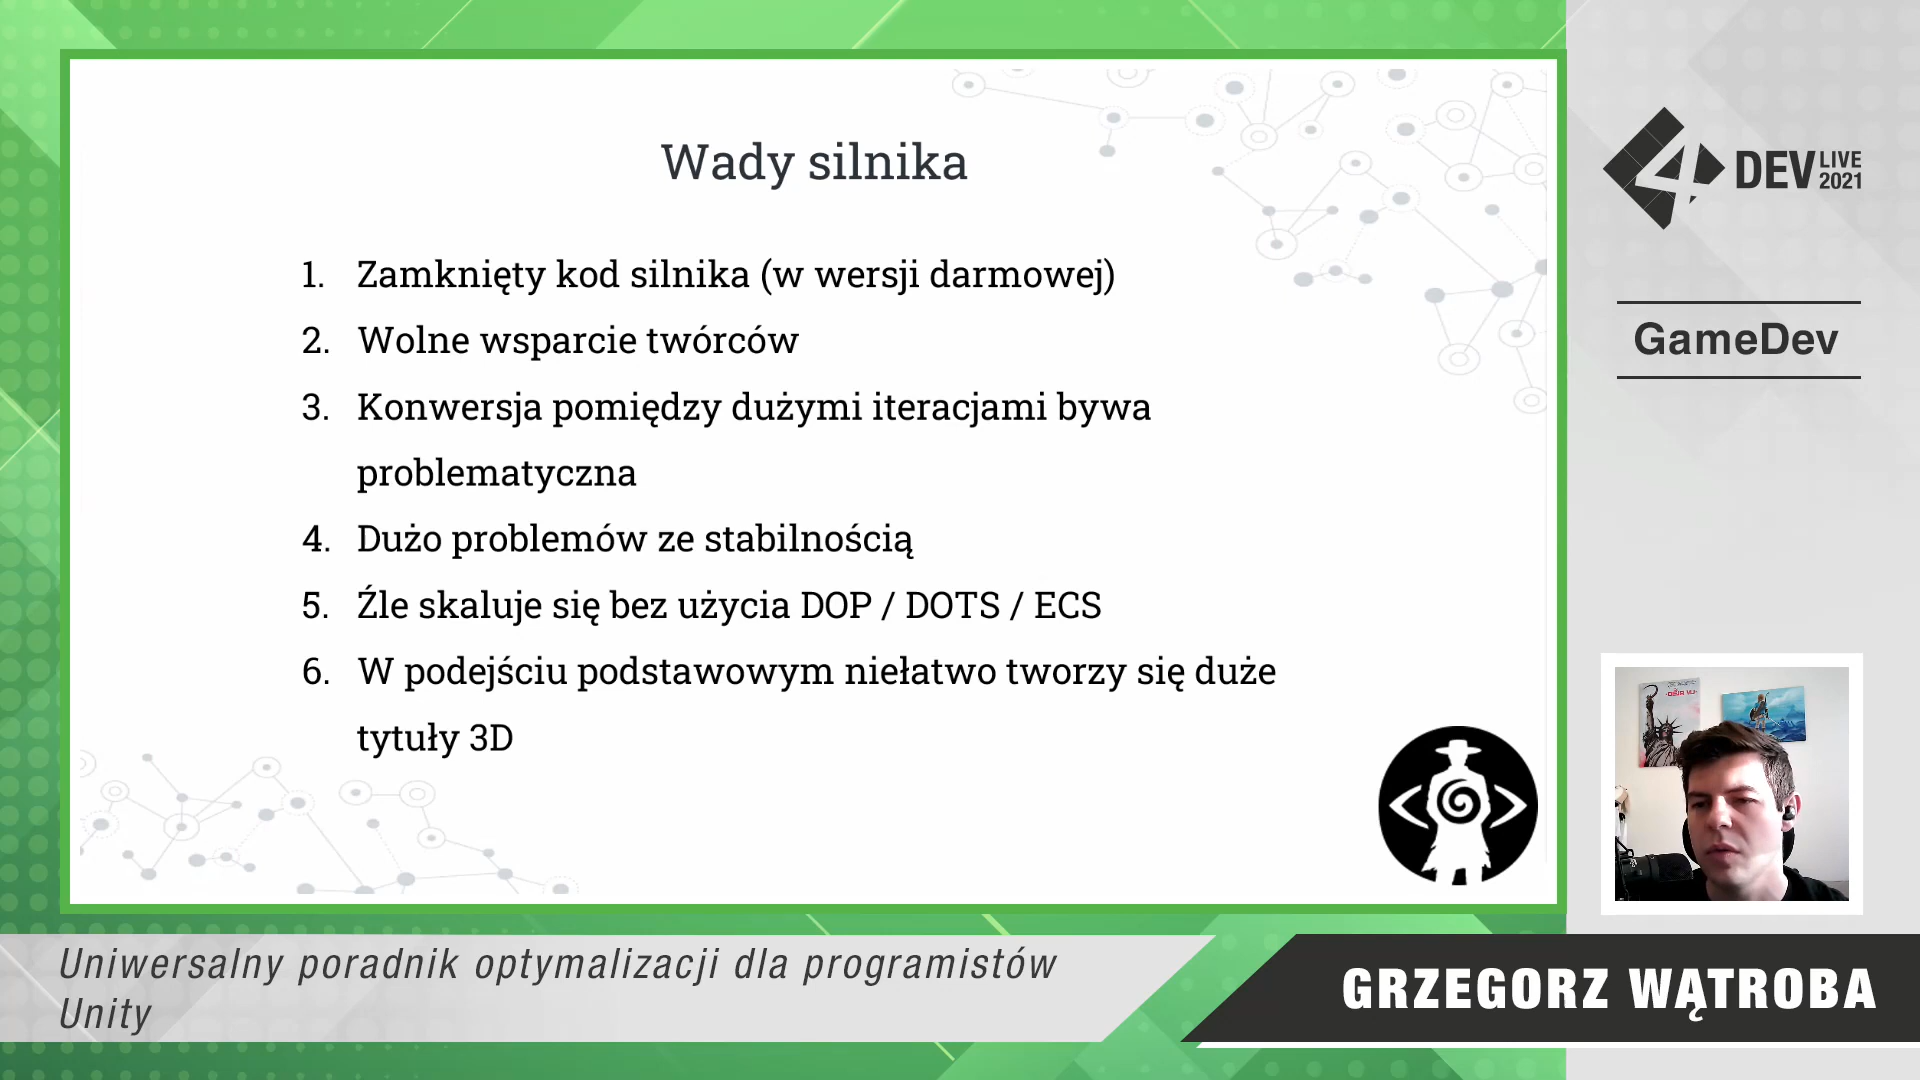 Wady silnika
1. Zamknięty kod silnika (w wersji darmowej)
2. Wolne wsparcie twórców
3. Konwersja pomiędzy dużymi iteracjami bywa
problematyczna
4. Dużo problemów ze stabilnością
5. Źle skaluje się bez użycia DOP / DOTS / ECS
6. W podejściu podstawowym niełatwo tworzy się duże
tytuły 3D
4 DEV LIVE
2021
GameDev
Uniwersalny poradnik optymalizacji dla programistów
Unity
GRZEGORZ WĄTROBA